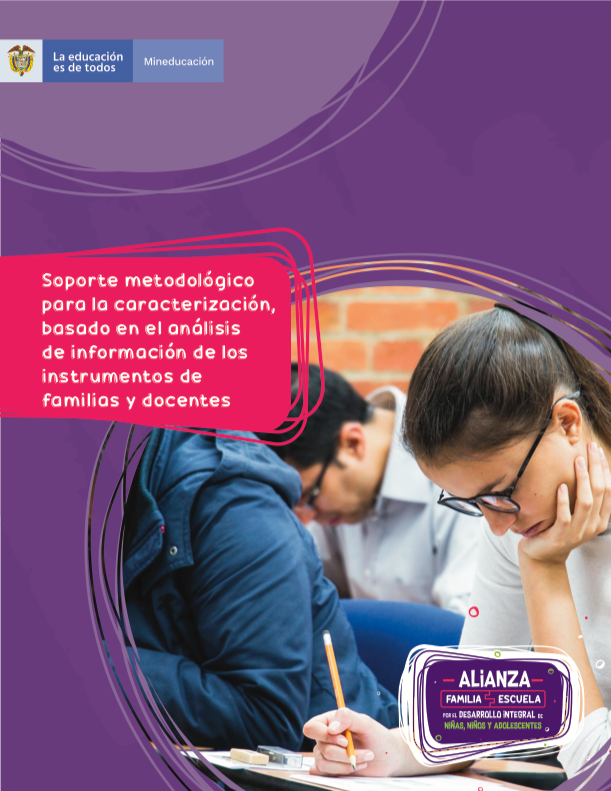 La educación
es de todos
Mineducación
Soporte metodológico
para la caracterización,
basado en el análisis
de información de los
instrumentos de
familias y docentes
ALiANZA
FAMILIA ESCUELA
POR EL DESARROLLO INTEGRAL DE
NIÑAS, NIÑOS Y ADOLESCENTES